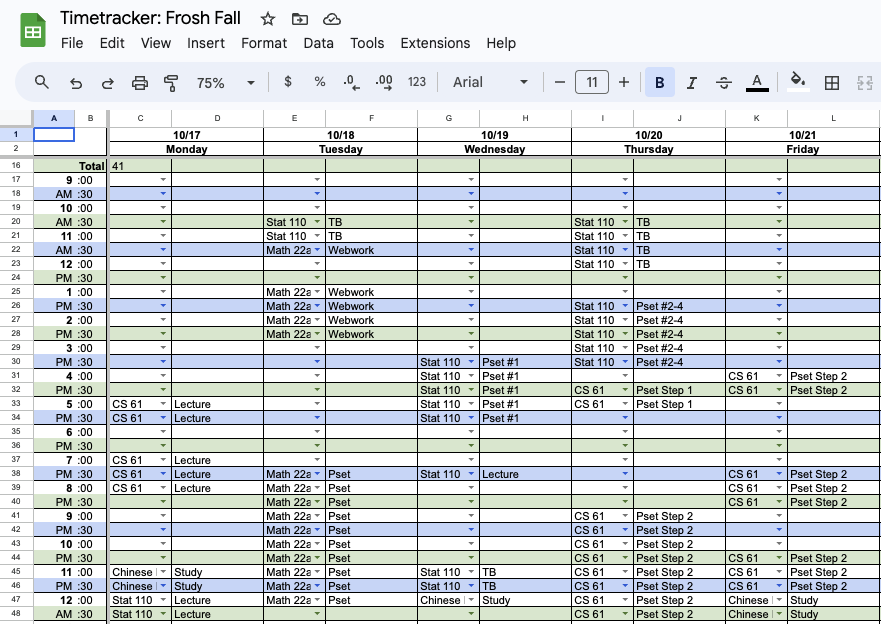 Timetracker: Frosh Fall
File Edit View Insert Format Data Tools Extensions Help
75% $ % .0 .00 123 Arial − 11 + B I S A
A B C D E F G H I J K L
1 10/17 10/18 10/19 10/20 10/21
2 Monday Tuesday Wednesday Thursday Friday
16 Total 41
17 9 :00
18 AM :30
19 10 :00
20 AM :30 Stat 110 TB Stat 110 TB
21 11 :00 Stat 110 TB Stat 110 TB
22 AM :30 Math 22a Webwork Stat 110 TB
23 12 :00 Stat 110 TB
24 PM :30
25 1 :00 Math 22a Webwork
26 PM :30 Math 22a Webwork Stat 110 Pset #2-4
27 2 :00 Math 22a Webwork Stat 110 Pset #2-4
28 PM :30 Math 22a Webwork Stat 110 Pset #2-4
29 3 :00 Stat 110 Pset #2-4
30 PM :30 Stat 110 Pset #1 Stat 110 Pset #2-4
31 4 :00 Stat 110 Pset #1 CS 61 Pset Step 2
32 PM :30 Stat 110 Pset #1 CS 61 Pset Step 1 CS 61 Pset Step 2
33 5 :00 CS 61 Lecture Stat 110 Pset #1 CS 61 Pset Step 1
34 PM :30 CS 61 Lecture Stat 110 Pset #1
35 6 :00
36 PM :30
37 7 :00 CS 61 Lecture
38 PM :30 CS 61 Lecture Math 22a Pset Stat 110 Lecture CS 61 Pset Step 2
39 8 :00 CS 61 Lecture Math 22a Pset CS 61 Pset Step 2
40 PM :30 Math 22a Pset CS 61 Pset Step 2
41 9 :00 Math 22a Pset CS 61 Pset Step 2
42 PM :30 Math 22a Pset CS 61 Pset Step 2
43 10 :00 Math 22a Pset CS 61 Pset Step 2
44 PM :30 Math 22a Pset CS 61 Pset Step 2 CS 61 Pset Step 2
45 11 :00 Chinese Study Math 22a Pset Stat 110 TB CS 61 Pset Step 2 CS 61 Pset Step 2
46 PM :30 Chinese Study Math 22a Pset Stat 110 TB CS 61 Pset Step 2 CS 61 Pset Step 2
47 12 :00 Stat 110 Lecture Math 22a Pset Chinese Study CS 61 Pset Step 2 Chinese Study
48 AM :30 Stat 110 Lecture CS 61 Pset Step 2 Chinese Study